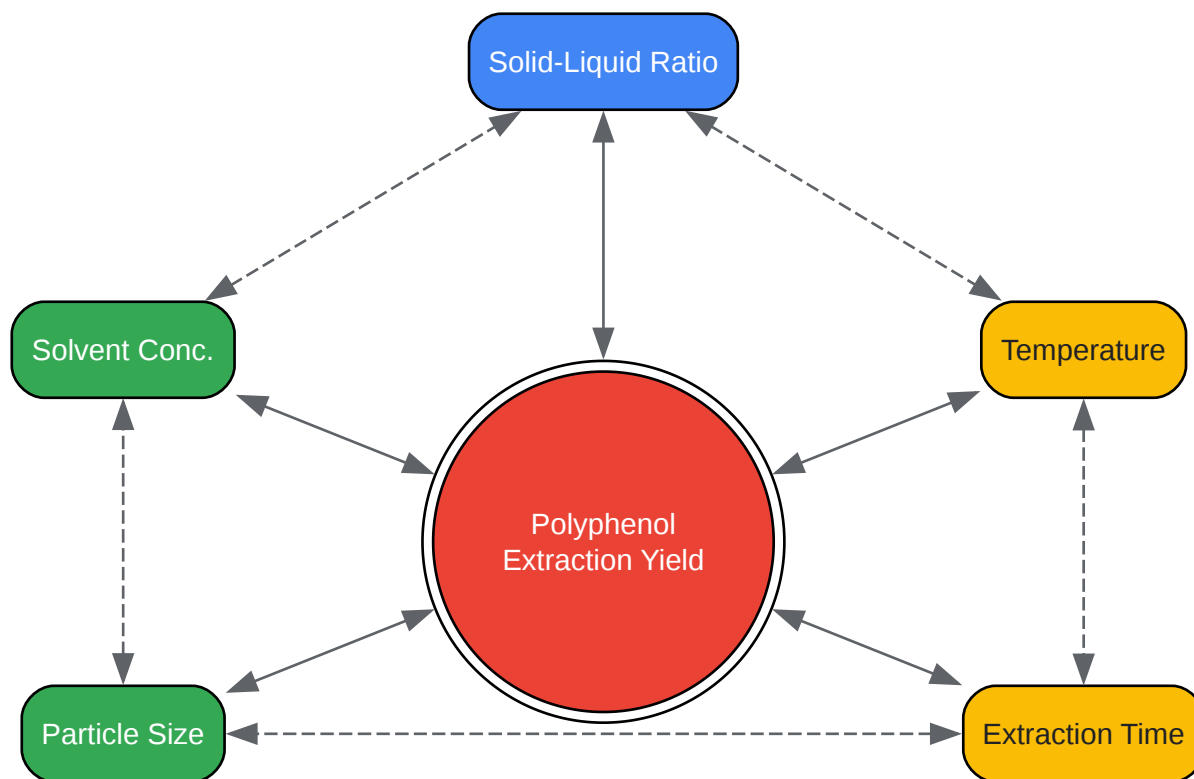 Solid-Liquid Ratio
Solvent Conc.
Temperature
Polyphenol
Extraction Yield
Particle Size
Extraction Time